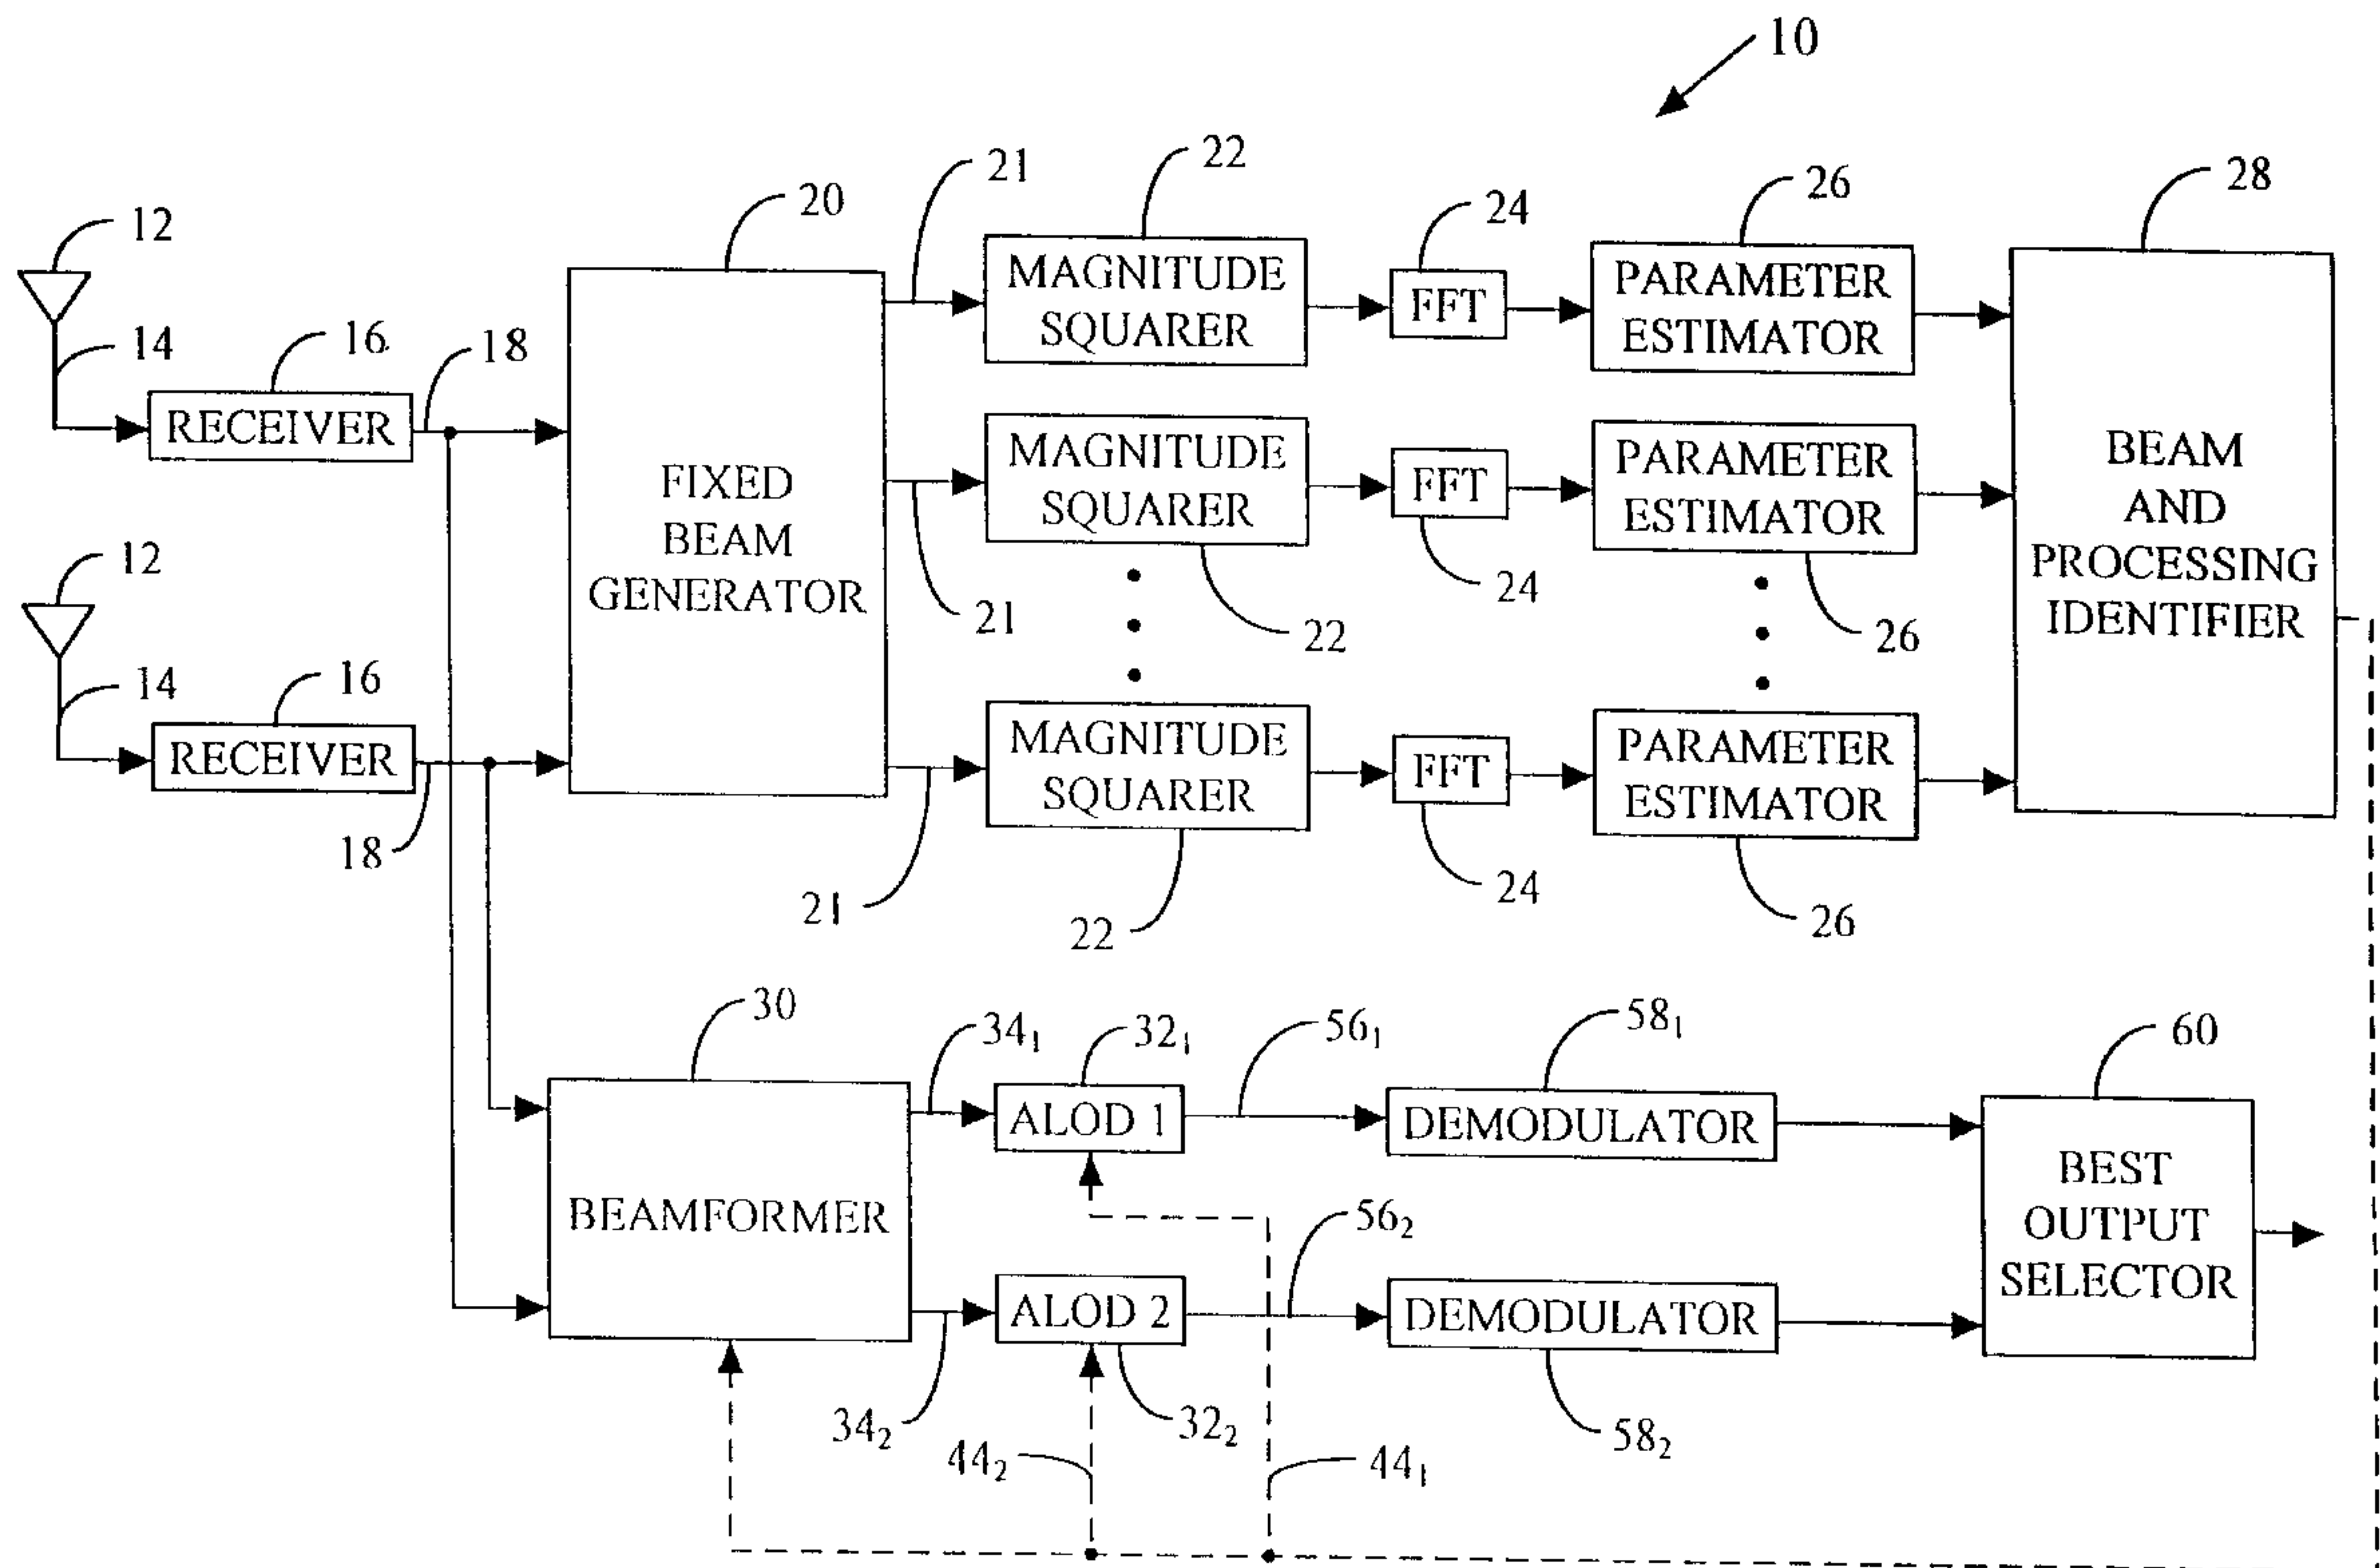 10
22
21
28
26
20
24
12
MAGNITUDE
SQUARER
FFT
PARAMETER
ESTIMATOR
14
16
18
RECEIVER
MAGNITUDE
SQUARER
FFT
PARAMETER
ESTIMATOR
FIXED
BEAM
GENERATOR
BEAM
AND
PROCESSING
IDENTIFIER
12
21
22
24
26
14
16
RECEIVER
18
MAGNITUDE
SQUARER
FFT
PARAMETER
ESTIMATOR
21
22
24
26
30
34₁
32₁
56₁
58₁
60
ALOD 1
DEMODULATOR
BEAMFORMER
BEST
OUTPUT
SELECTOR
56₂
ALOD 2
DEMODULATOR
34₂
32₂
58₂
44₂
44₁